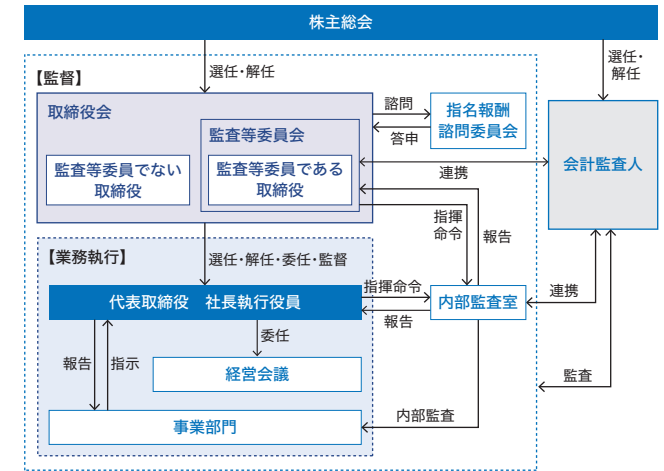 株主総会
選任・解任
選任・
解任
【監督】
取締役会
諮問
答申
指名報酬
諮問委員会
監査等委員会
監査等委員でない
取締役
監査等委員である
取締役
連携
会計監査人
指揮
命令
報告
【業務執行】
選任・解任・委任・監督
代表取締役　社長執行役員
指揮命令
報告
内部監査室
連携
委任
報告
指示
経営会議
監査
事業部門
内部監査